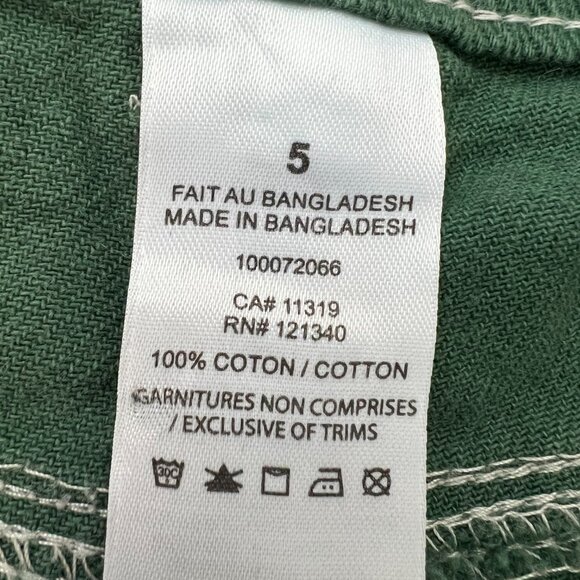 5
FAIT AU BANGLADESH
MADE IN BANGLADESH
100072066
CA# 11319
RN# 121340
100% COTON / COTTON
GARNITURES NON COMPRISES
/ EXCLUSIVE OF TRIMS
30C